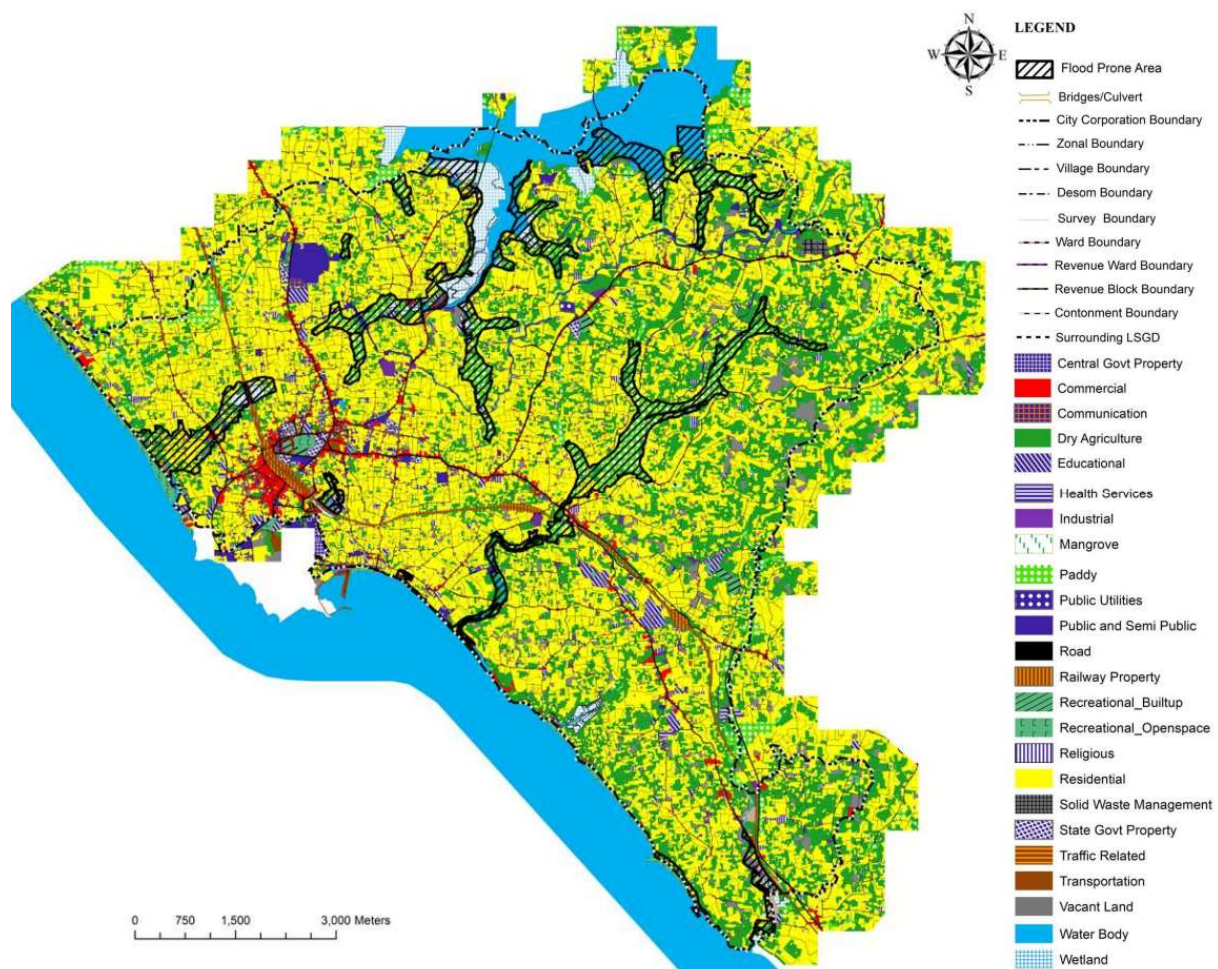 N
W E
S
LEGEND
Flood Prone Area
Bridges/Culvert
City Corporation Boundary
Zonal Boundary
Village Boundary
Desom Boundary
Survey Boundary
Ward Boundary
Revenue Ward Boundary
Revenue Block Boundary
Contonment Boundary
Surrounding LSGD
Central Govt Property
Commercial
Communication
Dry Agriculture
Educational
Health Services
Industrial
Mangrove
Paddy
Public Utilities
Public and Semi Public
Road
Railway Property
Recreational_Builtup
Recreational_Openspace
Religious
Residential
Solid Waste Management
State Govt Property
Traffic Related
Transportation
Vacant Land
Water Body
Wetland
0 750 1,500 3,000 Meters